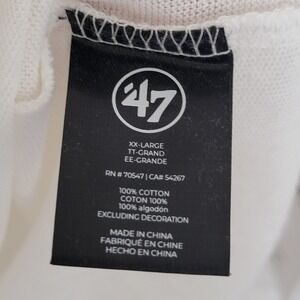 '47
XX-LARGE
TT-GRAND
EE-GRANDE
RN # 70547 | CA# 54267
100% COTTON
COTON 100%
100% algodón
EXCLUDING DECORATION
MADE IN CHINA
FABRIQUÉ EN CHINE
HECHO EN CHINA